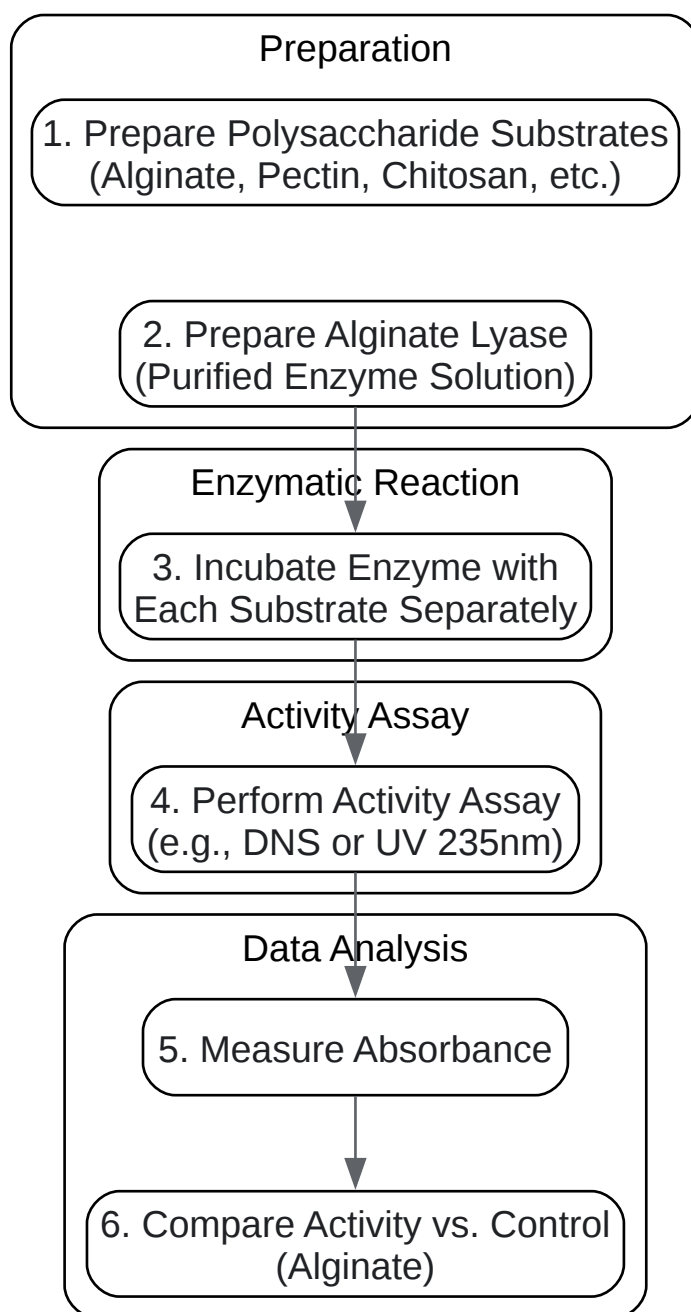 Preparation
1. Prepare Polysaccharide Substrates
(Alginate, Pectin, Chitosan, etc.)
2. Prepare Alginate Lyase
(Purified Enzyme Solution)
Enzymatic Reaction
3. Incubate Enzyme with
Each Substrate Separately
Activity Assay
4. Perform Activity Assay
(e.g., DNS or UV 235nm)
Data Analysis
5. Measure Absorbance
6. Compare Activity vs. Control
(Alginate)